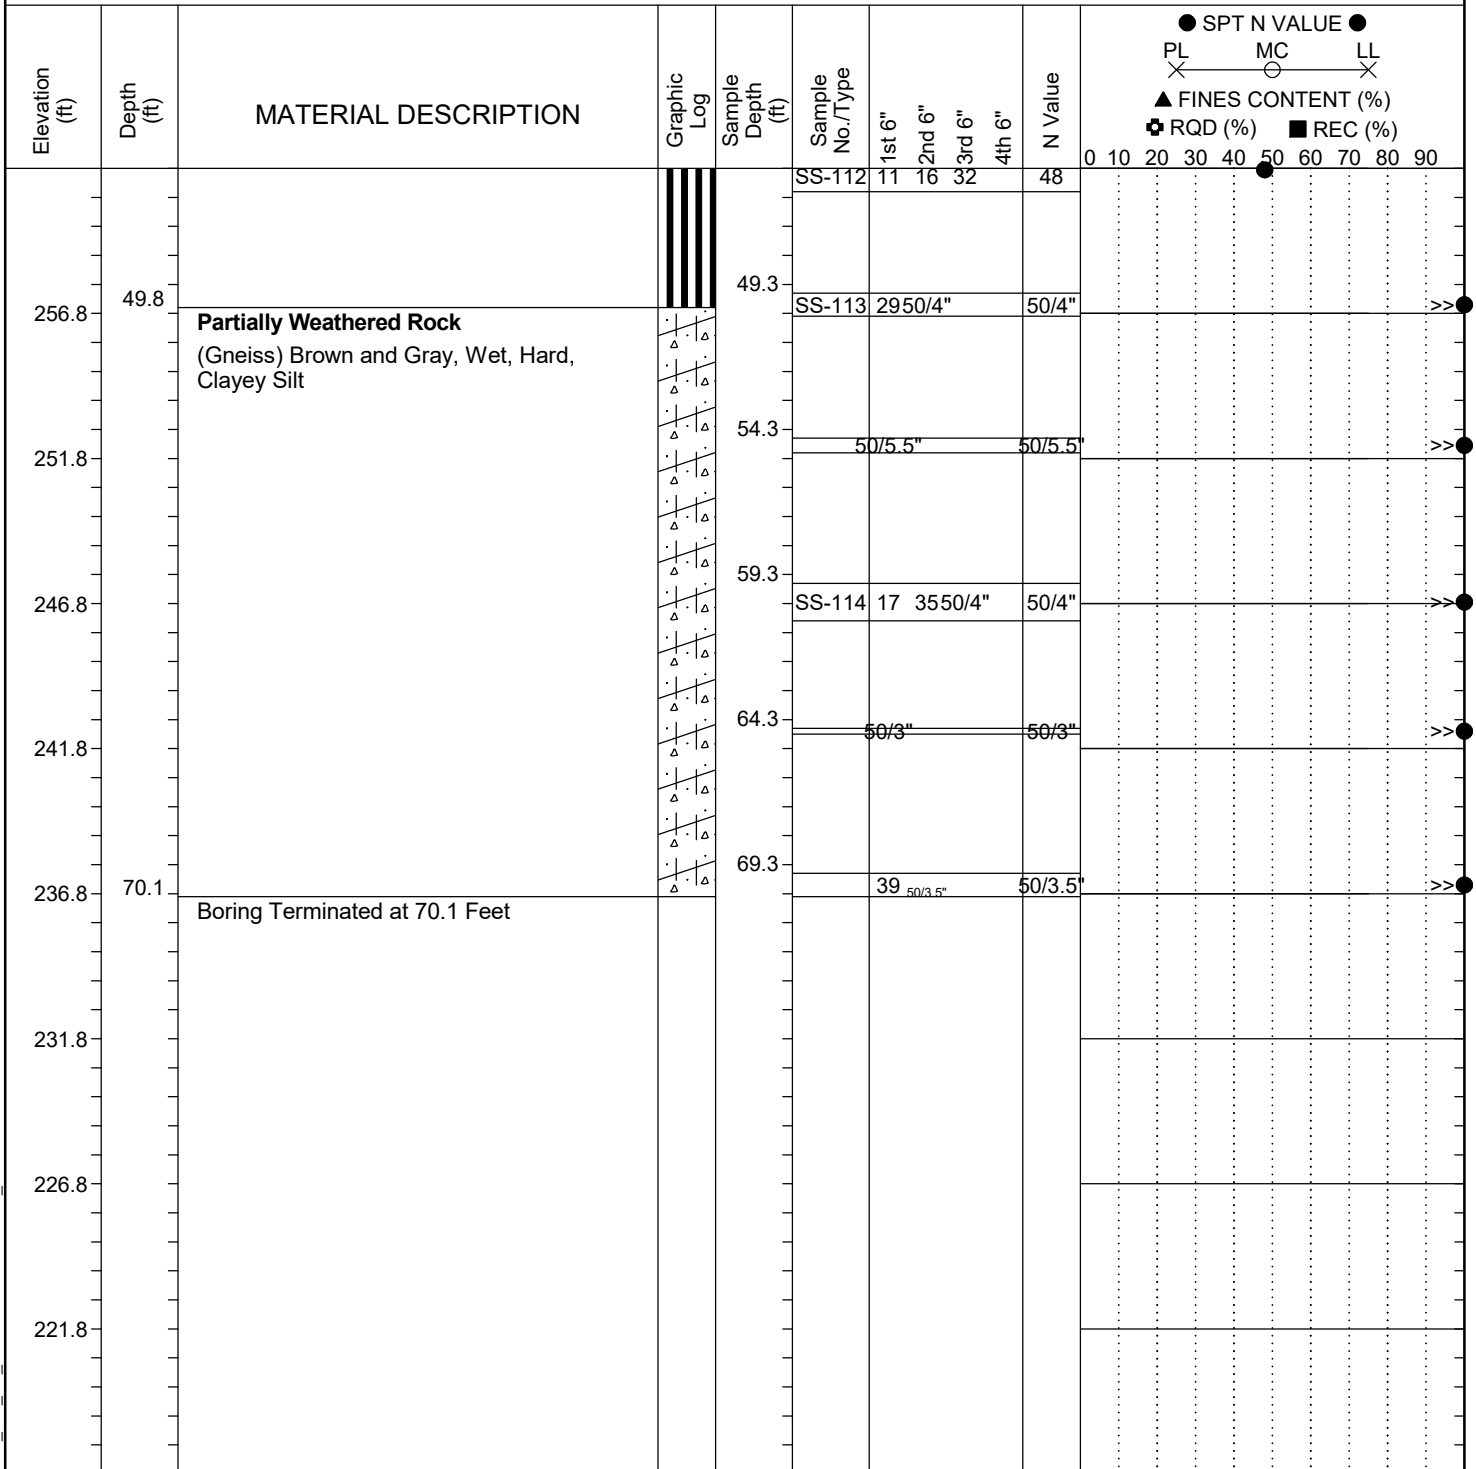 Elevation
(ft)
Depth
(ft)
MATERIAL DESCRIPTION
Graphic
Log
Sample
Depth
(ft)
Sample
No./Type
1st 6"
2nd 6"
3rd 6"
4th 6"
N Value
SPT N VALUE
PL MC LL
FINES CONTENT (%)
RQD (%) REC (%)
0 10 20 30 40 50 60 70 80 90
SS-112 11 16 32 48
49.8 49.3
256.8 SS-113 29 50/4" 50/4" >>
Partially Weathered Rock
(Gneiss) Brown and Gray, Wet, Hard,
Clayey Silt
54.3
50/5.5" 50/5.5" >>
251.8
59.3
246.8 SS-114 17 35 50/4" 50/4" >>
64.3
50/3" 50/3" >>
241.8
69.3
70.1 39 50/3.5" 50/3.5" >>
236.8
Boring Terminated at 70.1 Feet
231.8
226.8
221.8